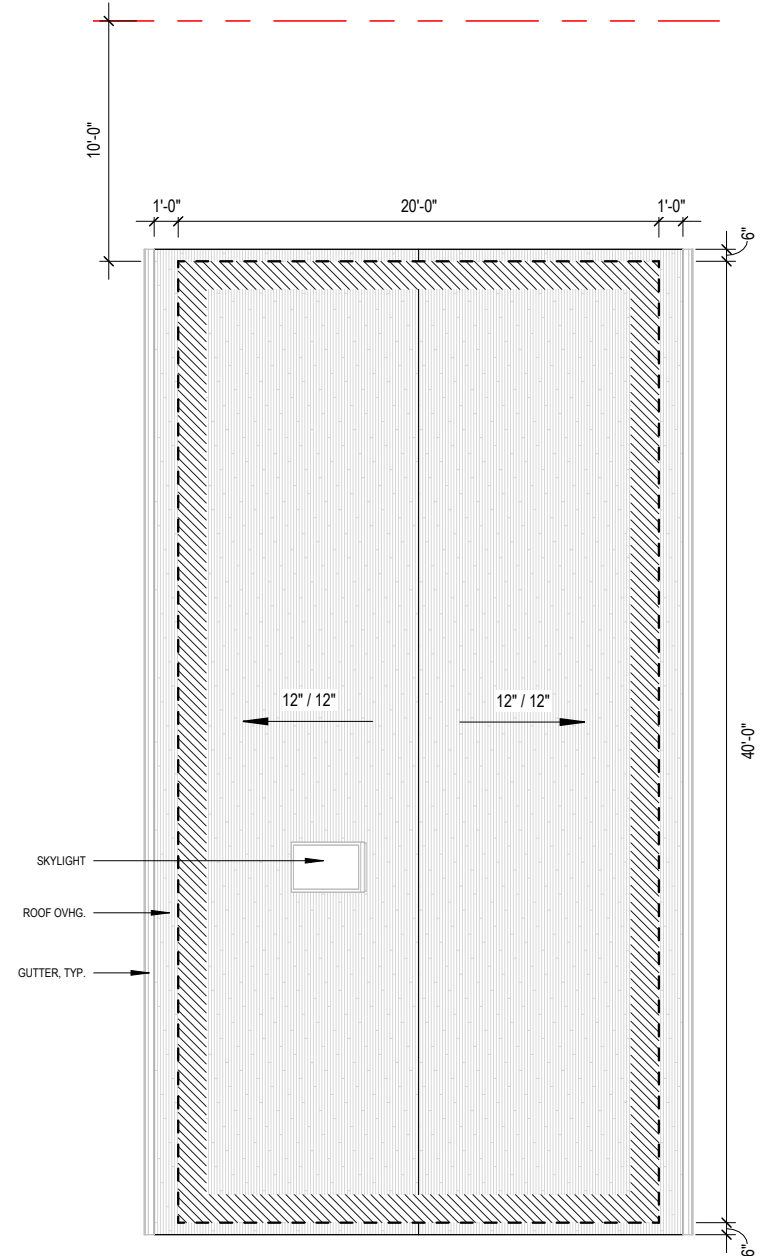 10'-0"
1'-0"
20'-0"
1'-0"
6"
12" / 12"
12" / 12"
40'-0"
SKYLIGHT
ROOF OVHG.
GUTTER, TYP.
6"